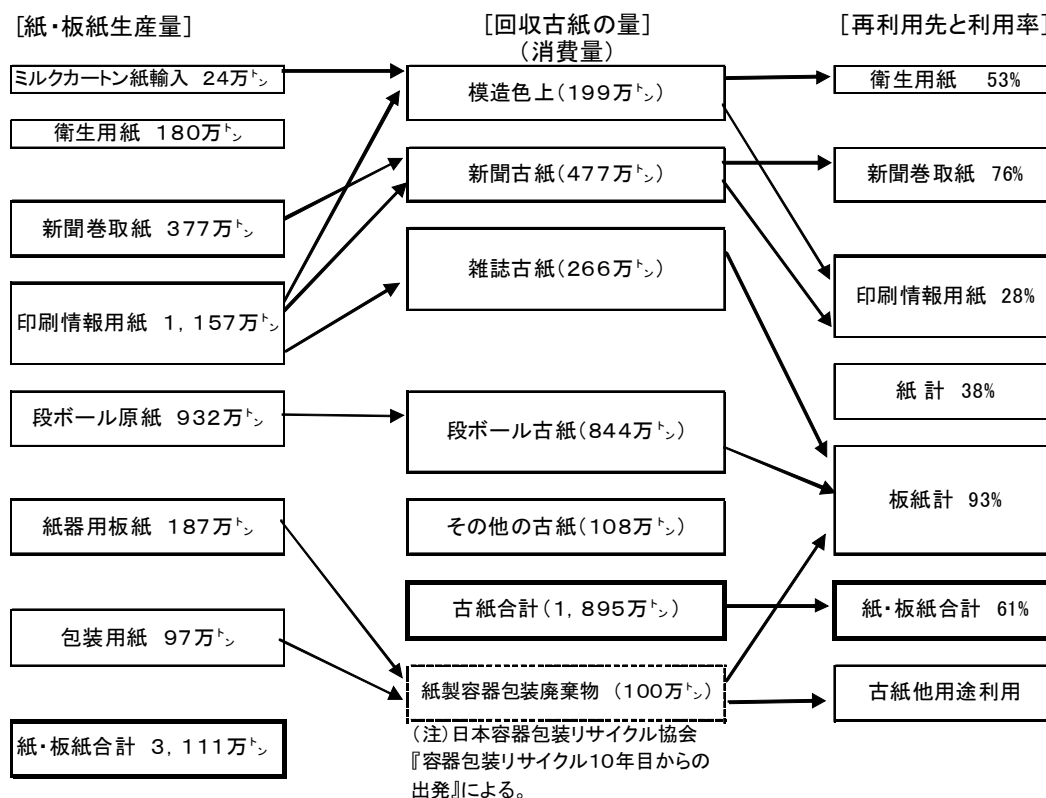 [紙・板紙生産量]
ミルクカートン紙輸入 24万㌧
衛生用紙 180万㌧
新聞巻取紙 377万㌧
印刷情報用紙 1,157万㌧
段ボール原紙 932万㌧
紙器用板紙 187万㌧
包装用紙 97万㌧
紙・板紙合計 3,111万㌧
[回収古紙の量]
(消費量)
模造色上(199万㌧)
新聞古紙(477万㌧)
雑誌古紙(266万㌧)
段ボール古紙(844万㌧)
その他の古紙(108万㌧)
古紙合計(1,895万㌧)
紙製容器包装廃棄物 (100万㌧)
(注)日本容器包装リサイクル協会
『容器包装リサイクル10年目からの
出発』による。
[再利用先と利用率]
衛生用紙 53%
新聞巻取紙 76%
印刷情報用紙 28%
紙 計 38%
板紙計 93%
紙・板紙合計 61%
古紙他用途利用